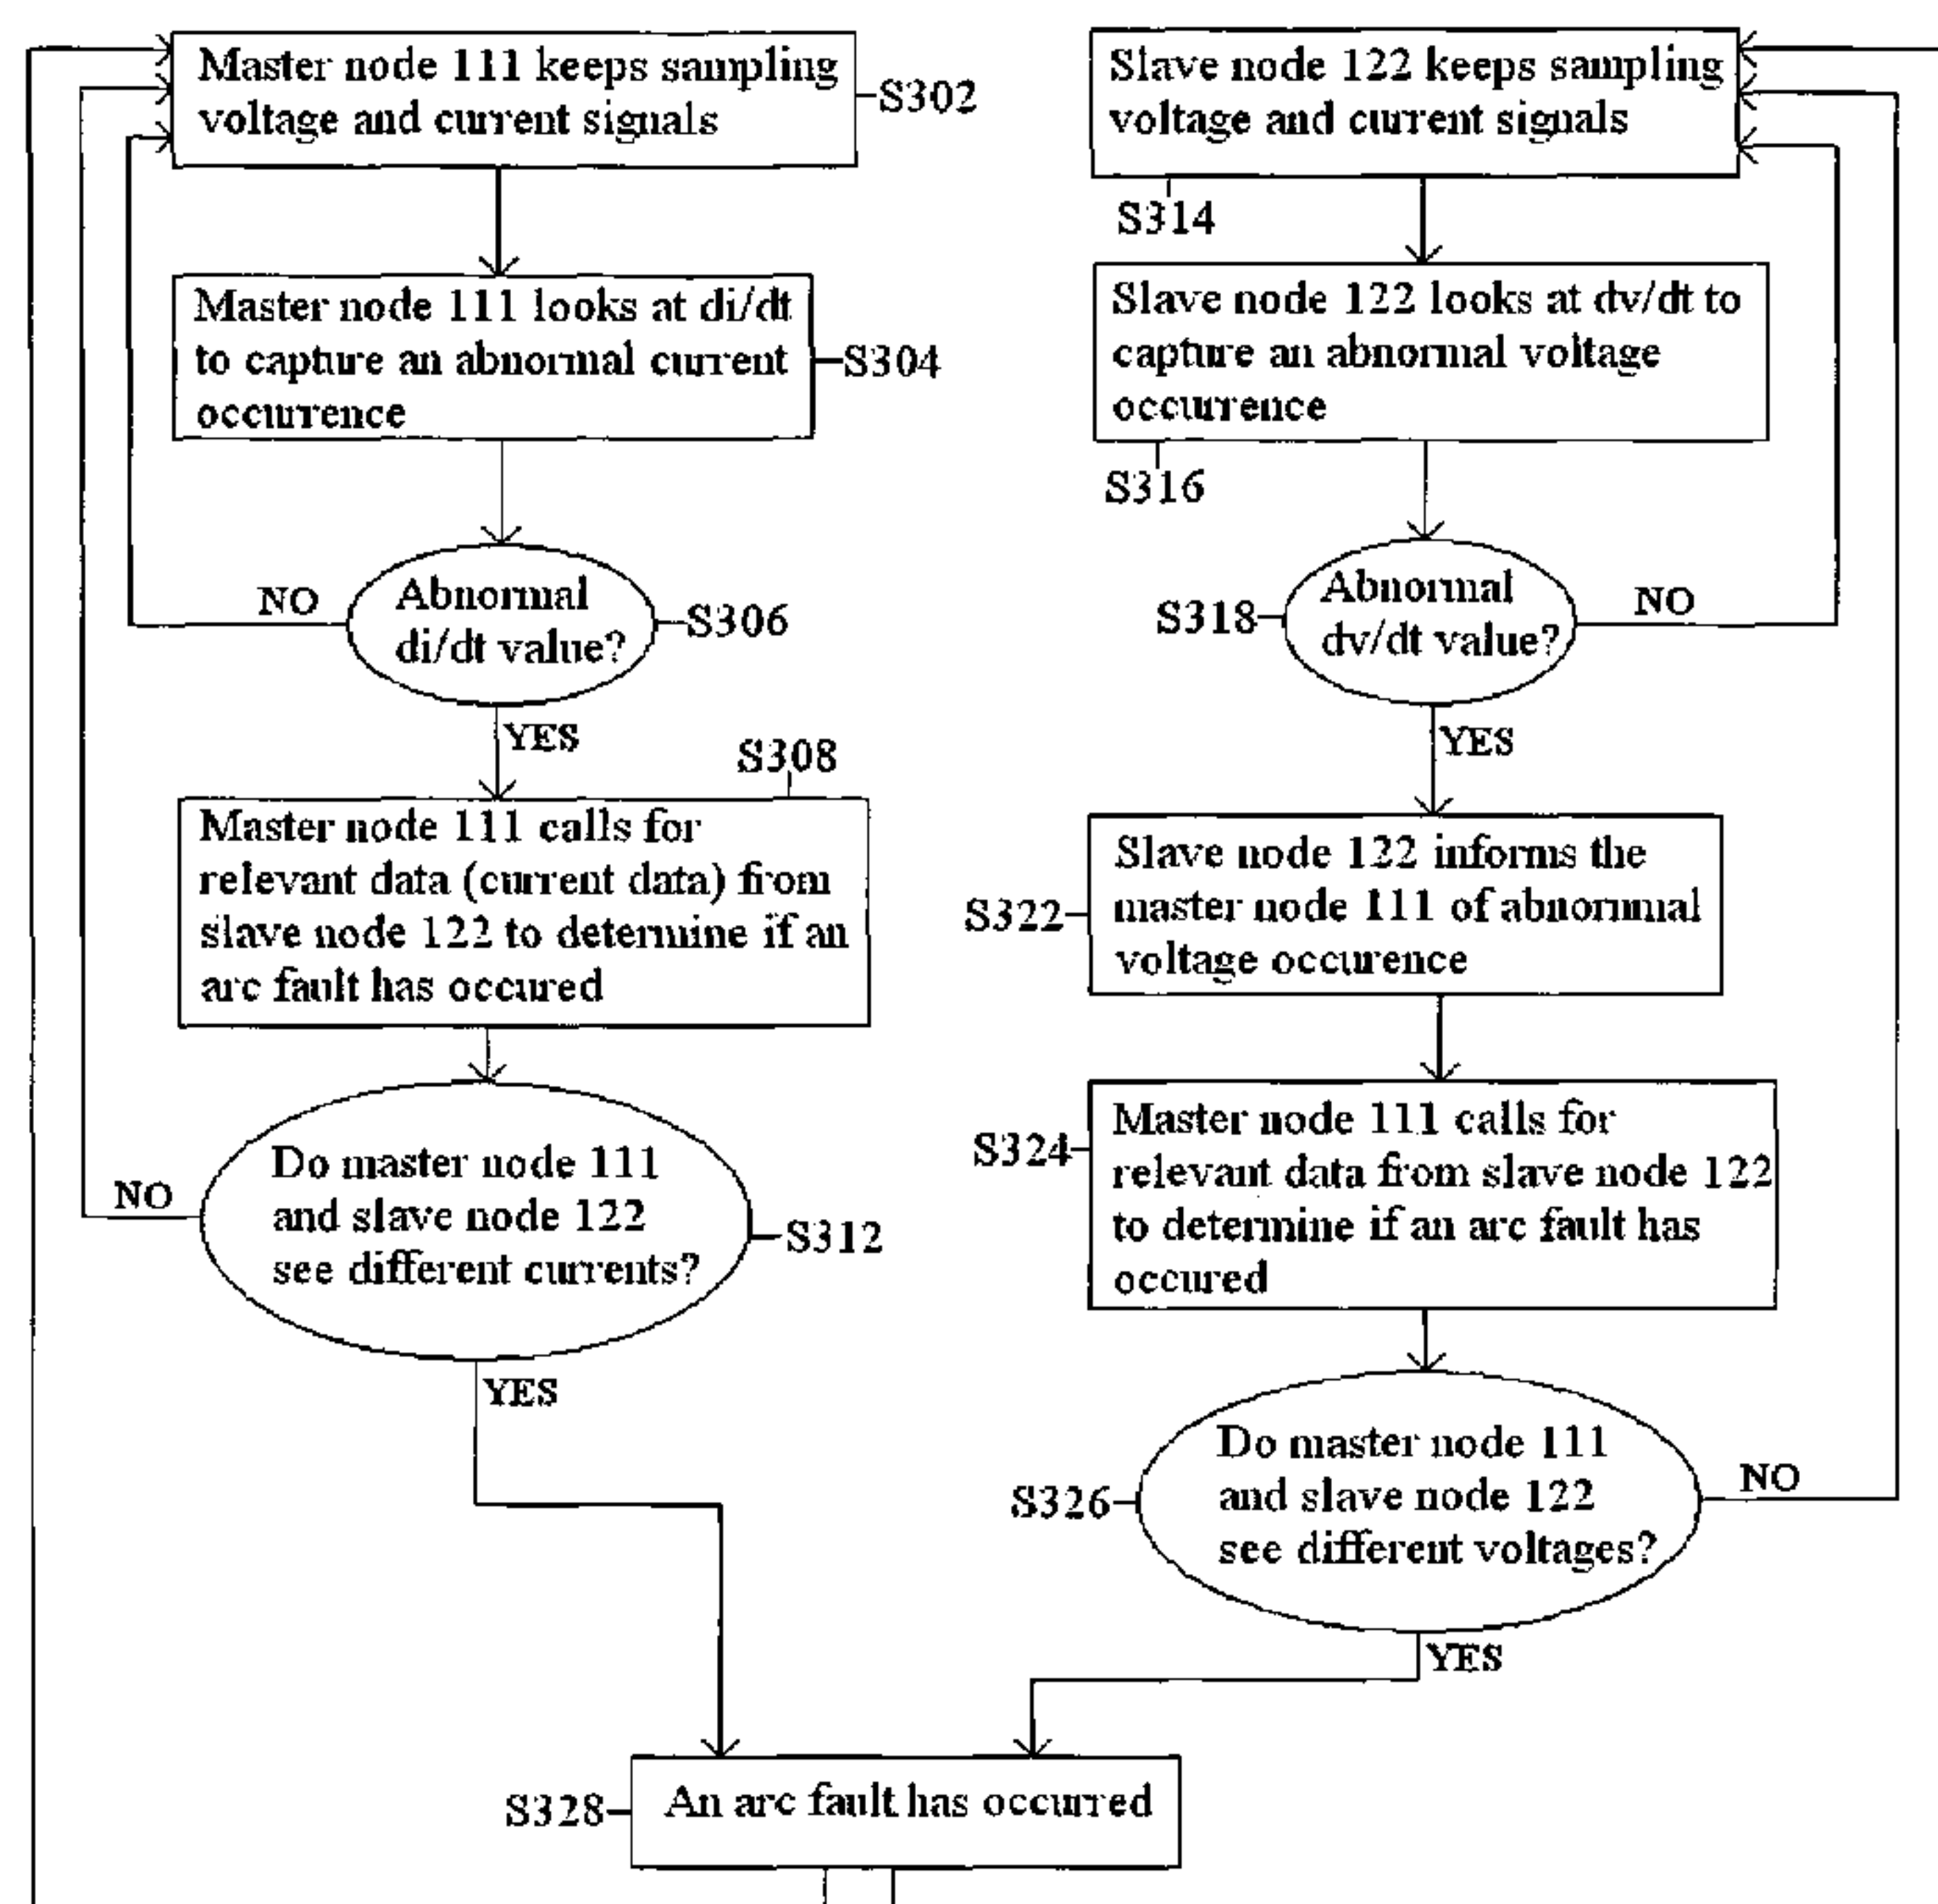 Master node 111 keeps sampling
voltage and current signals
S302
Master node 111 looks at di/dt
to capture an abnormal current
occurrence
S304
NO
Abnormal
di/dt value?
S306
YES
S308
Master node 111 calls for
relevant data (current data) from
slave node 122 to determine if an
arc fault has occured
NO
Do master node 111
and slave node 122
see different currents?
S312
YES
Slave node 122 keeps sampling
voltage and current signals
S314
Slave node 122 looks at dv/dt to
capture an abnormal voltage
occurrence
S316
S318
Abnormal
dv/dt value?
NO
YES
S322
Slave node 122 informs the
master node 111 of abnormal
voltage occurence
S324
Master node 111 calls for
relevant data from slave node 122
to determine if an arc fault has
occured
S326
Do master node 111
and slave node 122
see different voltages?
NO
YES
S328
An arc fault has occurred